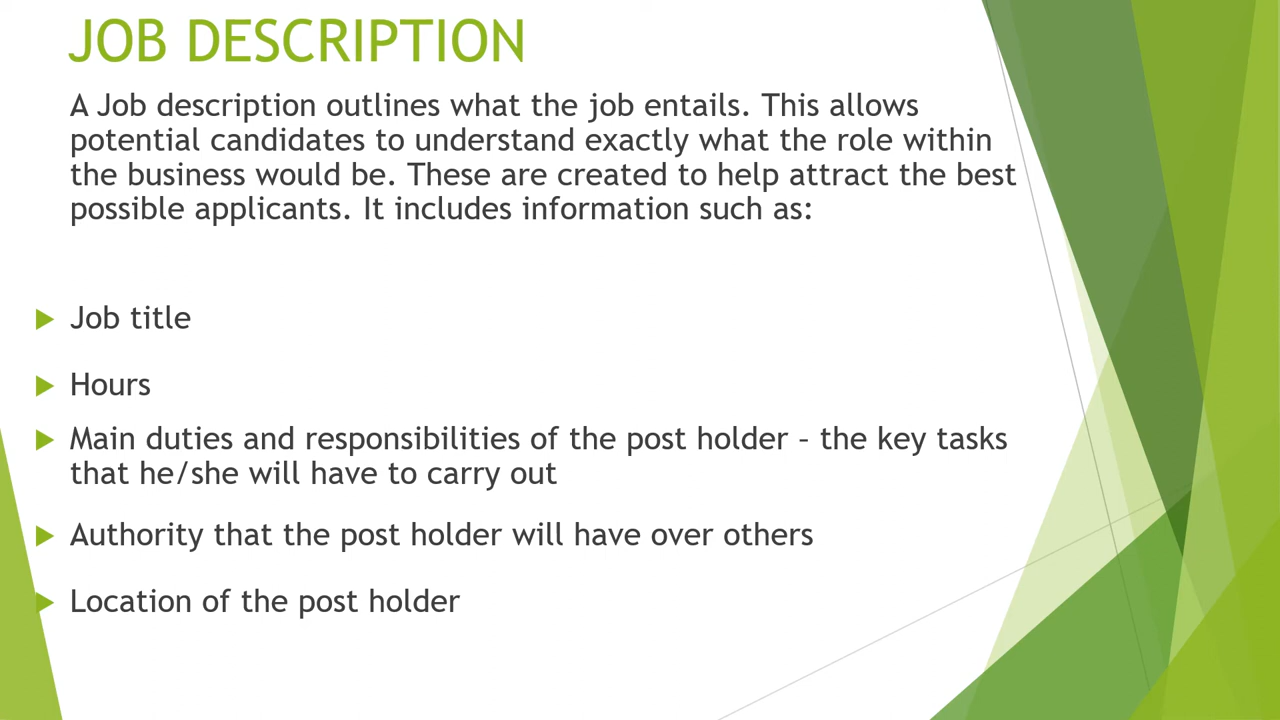 JOB DESCRIPTION
A Job description outlines what the job entails. This allows
potential candidates to understand exactly what the role within
the business would be. These are created to help attract the best
possible applicants. It includes information such as:
Job title
Hours
Main duties and responsibilities of the post holder – the key tasks
that he/she will have to carry out
Authority that the post holder will have over others
Location of the post holder